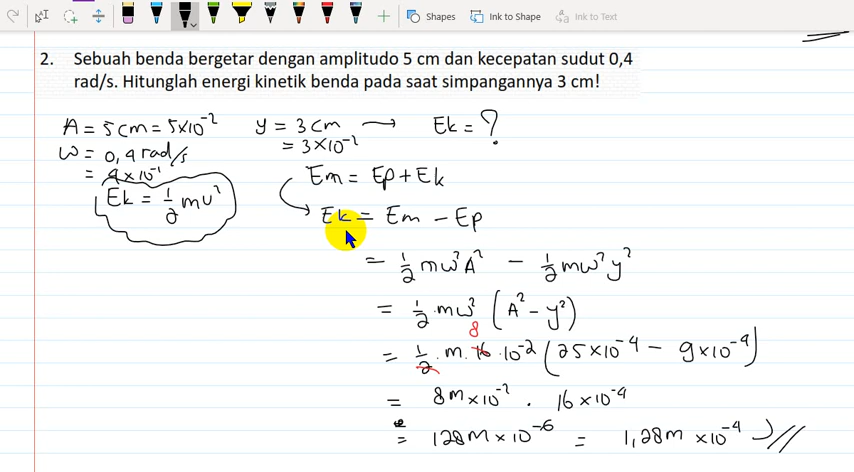 Shapes Ink to Shape Ink to Text
2. Sebuah benda bergetar dengan amplitudo 5 cm dan kecepatan sudut 0,4
rad/s. Hitunglah energi kinetik benda pada saat simpangannya 3 cm!
A = 5 cm = 5×10⁻² y = 3 cm → Ek = ?
= 3×10⁻²
ω = 0,4 rad/s
= 4×10⁻¹
Em = Ep + Ek
Ek = 1/2 mv²
Ek = Em − Ep
= 1/2 mω²A² − 1/2 mω²y²
= 1/2 · mω² (A² − y²)
8
= 1/2 · m · 16 · 10⁻² (25×10⁻⁴ − 9×10⁻⁴)
= 8m×10⁻² · 16×10⁻⁴
= 128m×10⁻⁶ = 1,28m ×10⁻⁴ J //